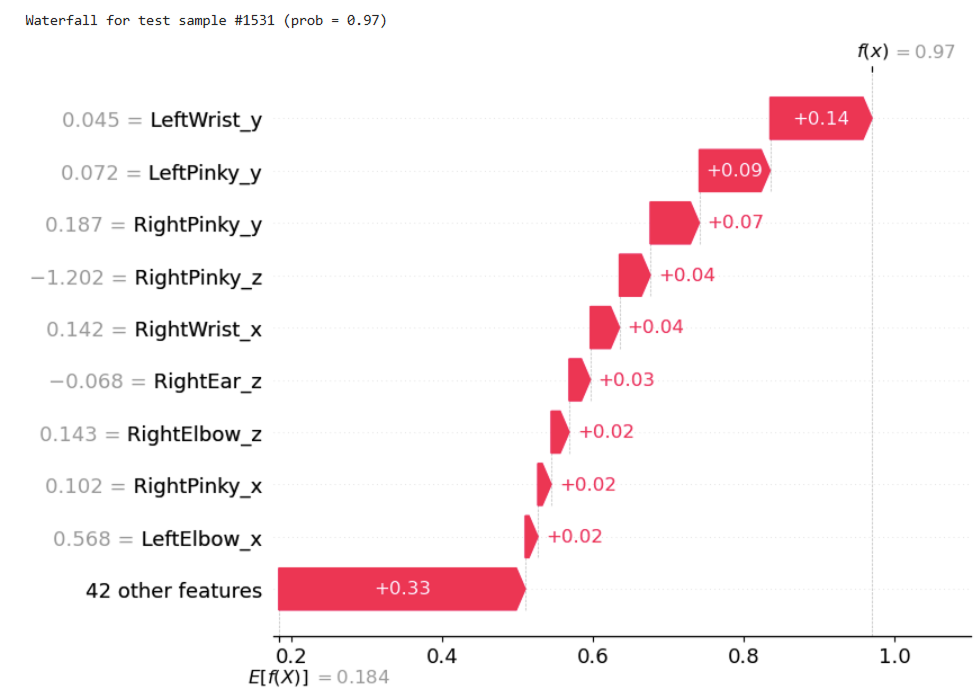 Waterfall for test sample #1531 (prob = 0.97)
f(x) = 0.97
0.045 = LeftWrist_y +0.14
0.072 = LeftPinky_y +0.09
0.187 = RightPinky_y +0.07
−1.202 = RightPinky_z +0.04
0.142 = RightWrist_x +0.04
−0.068 = RightEar_z +0.03
0.143 = RightElbow_z +0.02
0.102 = RightPinky_x +0.02
0.568 = LeftElbow_x +0.02
42 other features +0.33
0.2 0.4 0.6 0.8 1.0
E[f(X)] = 0.184